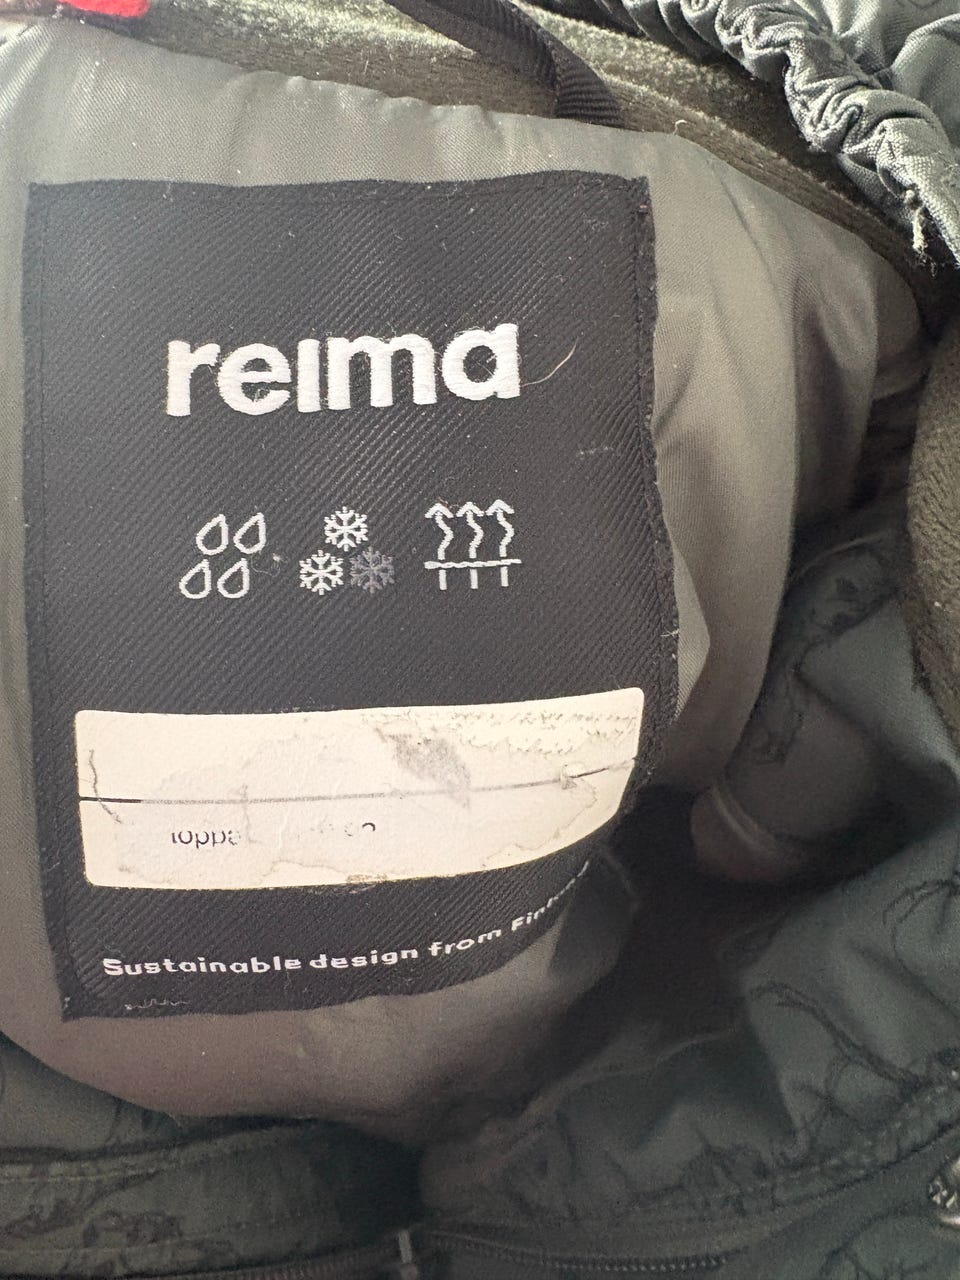 reima
Sustainable design from